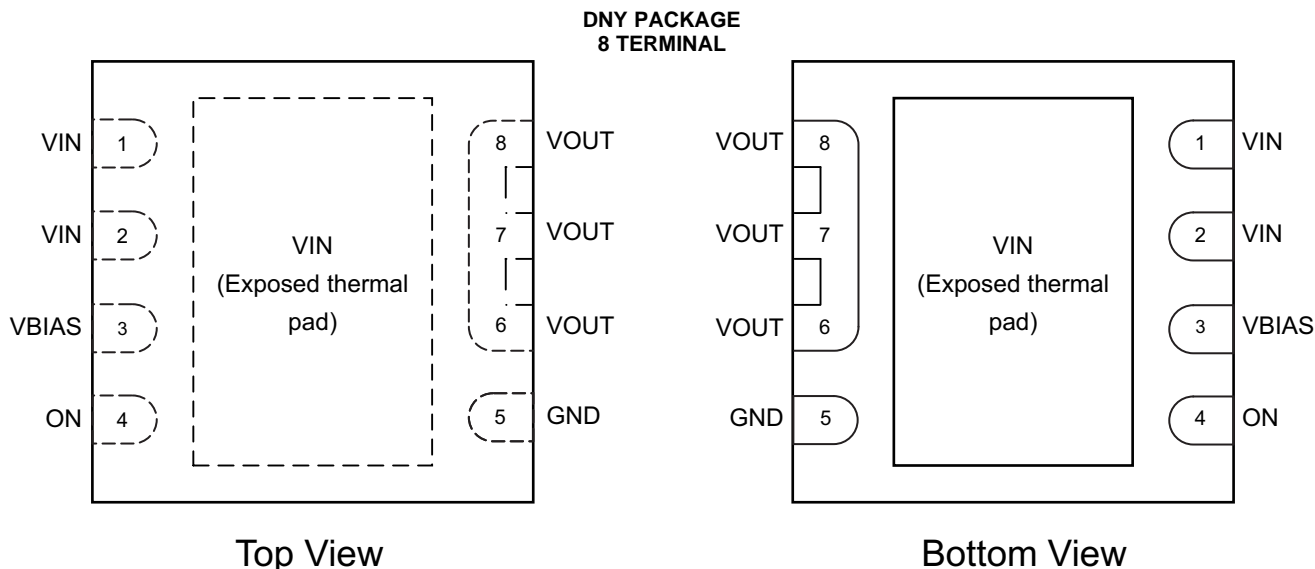 DNY PACKAGE
8 TERMINAL
VIN 1
8 VOUT
VIN 2
7 VOUT
VBIAS 3
6 VOUT
ON 4
5 GND
VIN
(Exposed thermal
pad)
Top View
VOUT 8
1 VIN
VOUT 7
2 VIN
VOUT 6
3 VBIAS
GND 5
4 ON
VIN
(Exposed thermal
pad)
Bottom View